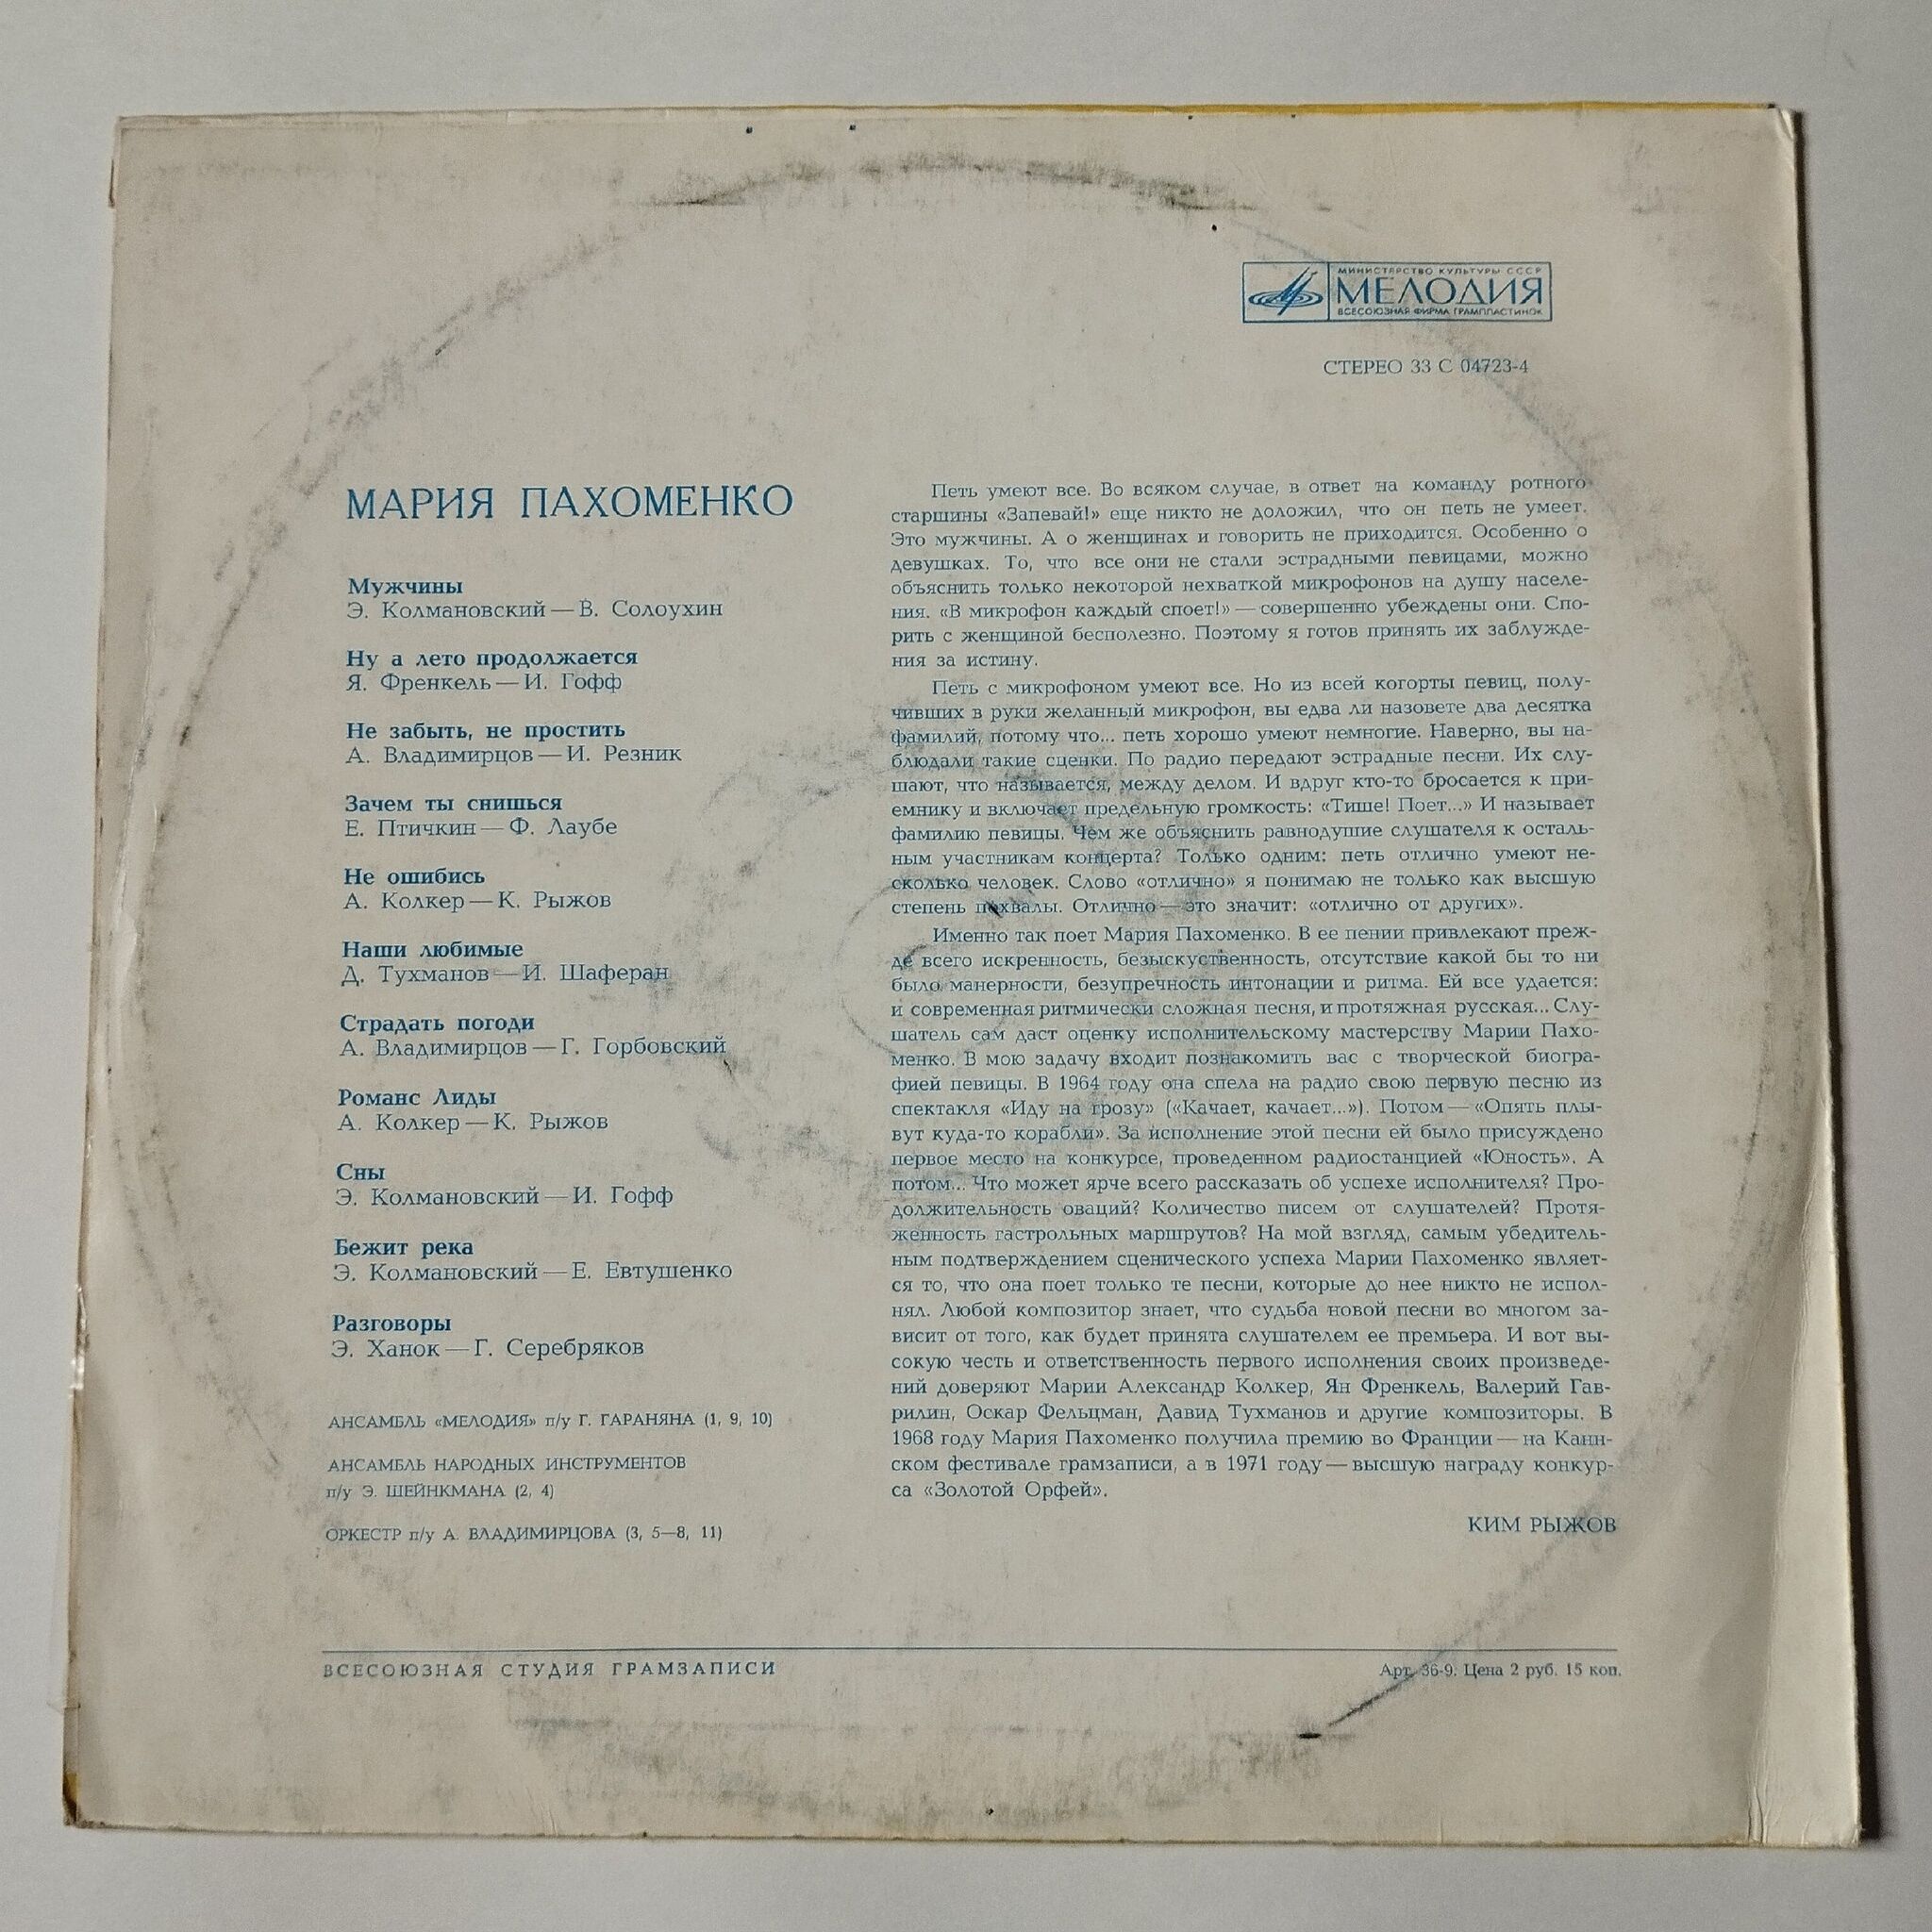 МИНИСТЕРСТВО КУЛЬТУРЫ СССР
МЕЛОДИЯ
ВСЕСОЮЗНАЯ ФИРМА ГРАМПЛАСТИНОК
СТЕРЕО 33 С 04723-4
МАРИЯ ПАХОМЕНКО
Мужчины
Э. Колмановский — В. Солоухин
Ну а лето продолжается
Я. Френкель — И. Гофф
Не забыть, не простить
А. Владимирцов — И. Резник
Зачем ты снишься
Е. Птичкин — Ф. Лаубе
Не ошибись
А. Колкер — К. Рыжов
Наши любимые
Д. Тухманов — И. Шаферан
Страдать погоди
А. Владимирцов — Г. Горбовский
Романс Лиды
А. Колкер — К. Рыжов
Сны
Э. Колмановский — И. Гофф
Бежит река
Э. Колмановский — Е. Евтушенко
Разговоры
Э. Ханок — Г. Серебряков
АНСАМБЛЬ «МЕЛОДИЯ» п/у Г. ГАРАНЯНА (1, 9, 10)
АНСАМБЛЬ НАРОДНЫХ ИНСТРУМЕНТОВ
п/у Э. ШЕЙНКМАНА (2, 4)
ОРКЕСТР п/у А. ВЛАДИМИРЦОВА (3, 5—8, 11)
Петь умеют все. Во всяком случае, в ответ на команду ротного
старшины «Запевай!» еще никто не доложил, что он петь не умеет.
Это мужчины. А о женщинах и говорить не приходится. Особенно о
девушках. То, что все они не стали эстрадными певицами, можно
объяснить только некоторой нехваткой микрофонов на душу населе-
ния. «В микрофон каждый споет!» — совершенно убеждены они. Спо-
рить с женщиной бесполезно. Поэтому я готов принять их заблужде-
ния за истину.
Петь с микрофоном умеют все. Но из всей когорты певиц, полу-
чивших в руки желанный микрофон, вы едва ли назовете два десятка
фамилий, потому что... петь хорошо умеют немногие. Наверно, вы на-
блюдали такие сценки. По радио передают эстрадные песни. Их слу-
шают, что называется, между делом. И вдруг кто-то бросается к при-
емнику и включает предельную громкость: «Тише! Поет...» И называет
фамилию певицы. Чем же объяснить равнодушие слушателя к осталь-
ным участникам концерта? Только одним: петь отлично умеют не-
сколько человек. Слово «отлично» я понимаю не только как высшую
степень похвалы. Отлично — это значит: «отлично от других».
Именно так поет Мария Пахоменко. В ее пении привлекают преж-
де всего искренность, безыскуственность, отсутствие какой бы то ни
было манерности, безупречность интонации и ритма. Ей все удается:
и современная ритмически сложная песня, и протяжная русская... Слу-
шатель сам даст оценку исполнительскому мастерству Марии Пахо-
менко. В мою задачу входит познакомить вас с творческой биогра-
фией певицы. В 1964 году она спела на радио свою первую песню из
спектакля «Иду на грозу» («Качает, качает...»). Потом — «Опять плы-
вут куда-то корабли». За исполнение этой песни ей было присуждено
первое место на конкурсе, проведенном радиостанцией «Юность». А
потом... Что может ярче всего рассказать об успехе исполнителя? Про-
должительность оваций? Количество писем от слушателей? Протя-
женность гастрольных маршрутов? На мой взгляд, самым убедитель-
ным подтверждением сценического успеха Марии Пахоменко являет-
ся то, что она поет только те песни, которые до нее никто не испол-
нял. Любой композитор знает, что судьба новой песни во многом за-
висит от того, как будет принята слушателем ее премьера. И вот вы-
сокую честь и ответственность первого исполнения своих произведе-
ний доверяют Марии Александр Колкер, Ян Френкель, Валерий Гав-
рилин, Оскар Фельцман, Давид Тухманов и другие композиторы. В
1968 году Мария Пахоменко получила премию во Франции — на Канн-
ском фестивале грамзаписи, а в 1971 году — высшую награду конкур-
са «Золотой Орфей».
КИМ РЫЖОВ
ВСЕСОЮЗНАЯ СТУДИЯ ГРАМЗАПИСИ
Арт. 36-9. Цена 2 руб. 15 коп.